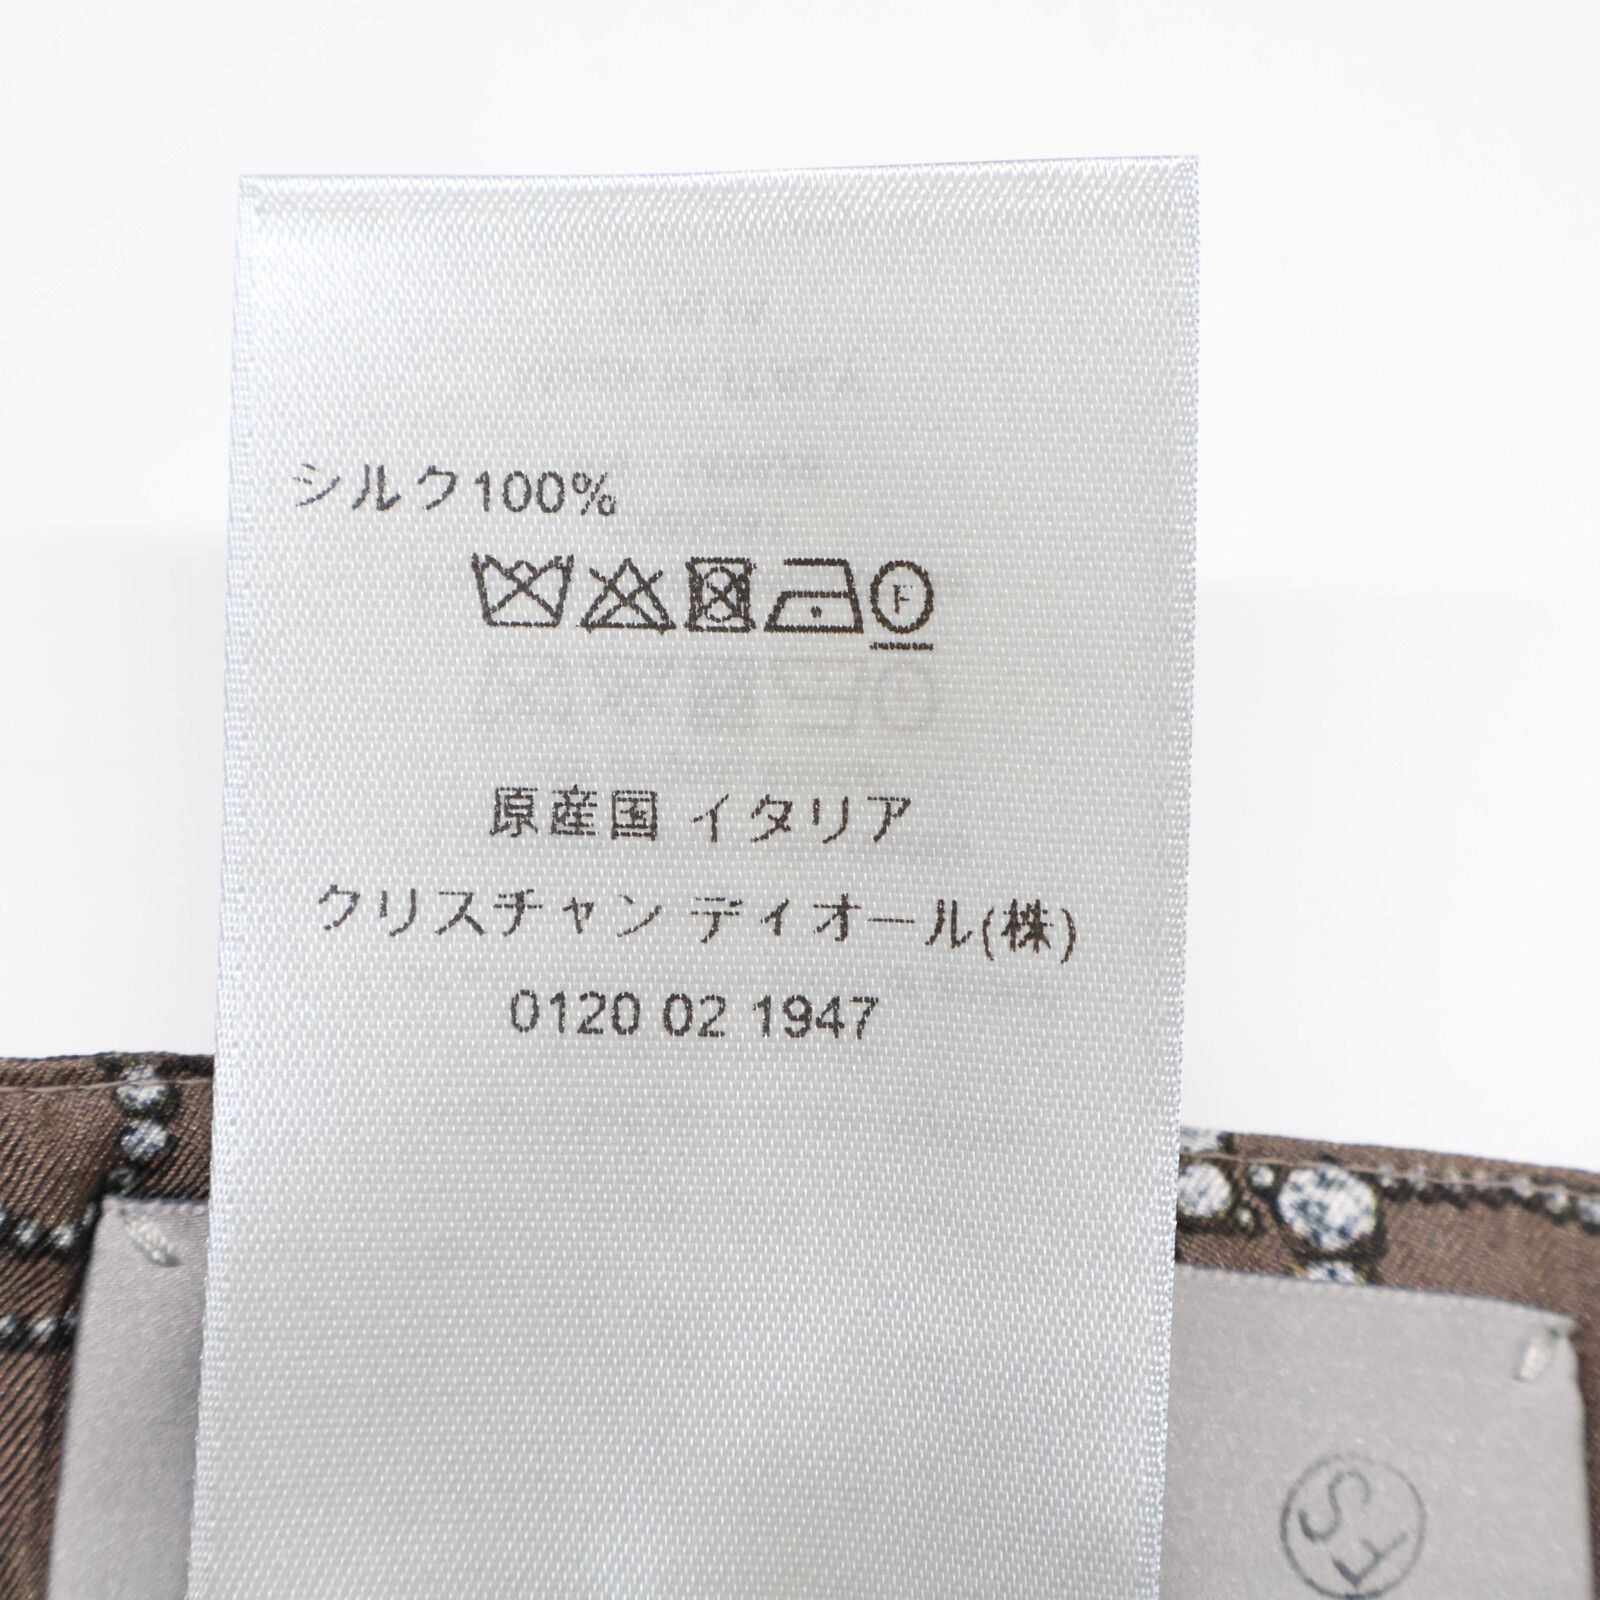 シルク100%
F
原産国 イタリア
クリスチャン ディオール(株)
0120 02 1947